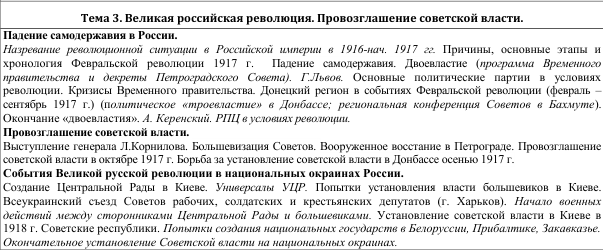 Тема 3. Великая российская революция. Провозглашение советской власти.
Падение самодержавия в России.
Назревание революционной ситуации в Российской империи в 1916-нач. 1917 гг. Причины, основные этапы и
хронология Февральской революции 1917 г. Падение самодержавия. Двоевластие (программа Временного
правительства и декреты Петроградского Совета). Г.Львов. Основные политические партии в условиях
революции. Кризисы Временного правительства. Донецкий регион в событиях Февральской революции (февраль –
сентябрь 1917 г.) (политическое «троевластие» в Донбассе; региональная конференция Советов в Бахмуте).
Окончание «двоевластия». А. Керенский. РПЦ в условиях революции.
Провозглашение советской власти.
Выступление генерала Л.Корнилова. Большевизация Советов. Вооруженное восстание в Петрограде. Провозглашение
советской власти в октябре 1917 г. Борьба за установление советской власти в Донбассе осенью 1917 г.
События Великой русской революции в национальных окраинах России.
Создание Центральной Рады в Киеве. Универсалы УЦР. Попытки установления власти большевиков в Киеве.
Всеукраинский съезд Советов рабочих, солдатских и крестьянских депутатов (г. Харьков). Начало военных
действий между сторонниками Центральной Рады и большевиками. Установление советской власти в Киеве в
1918 г. Советские республики. Попытки создания национальных государств в Белоруссии, Прибалтике, Закавказье.
Окончательное установление Советской власти на национальных окраинах.